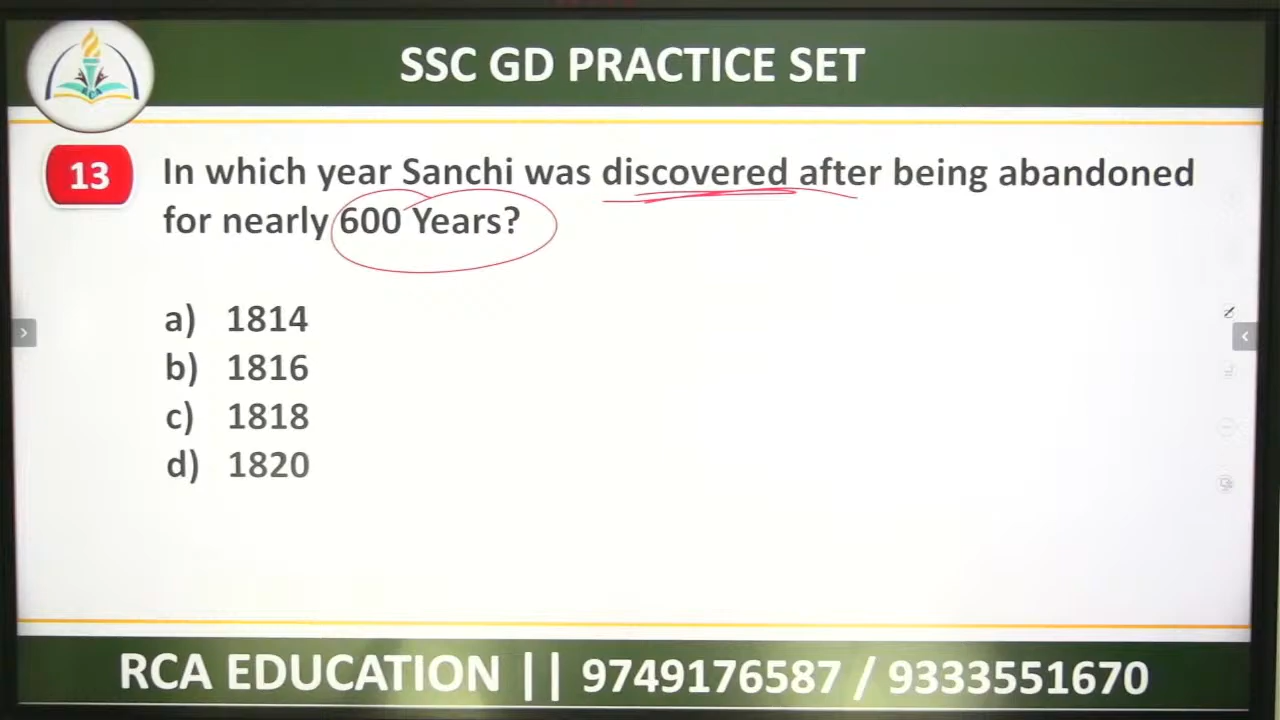 SSC GD PRACTICE SET
13
In which year Sanchi was discovered after being abandoned
for nearly 600 Years?
a) 1814
b) 1816
c) 1818
d) 1820
RCA EDUCATION || 9749176587 / 9333551670